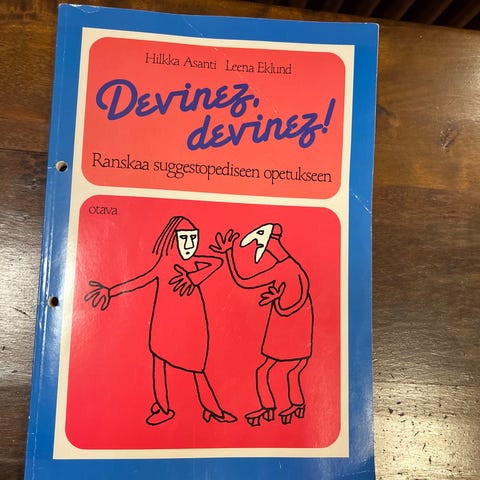 Hilkka Asanti Leena Eklund
Devinez,
devinez!
Ranskaa suggestopediseen opetukseen
otava